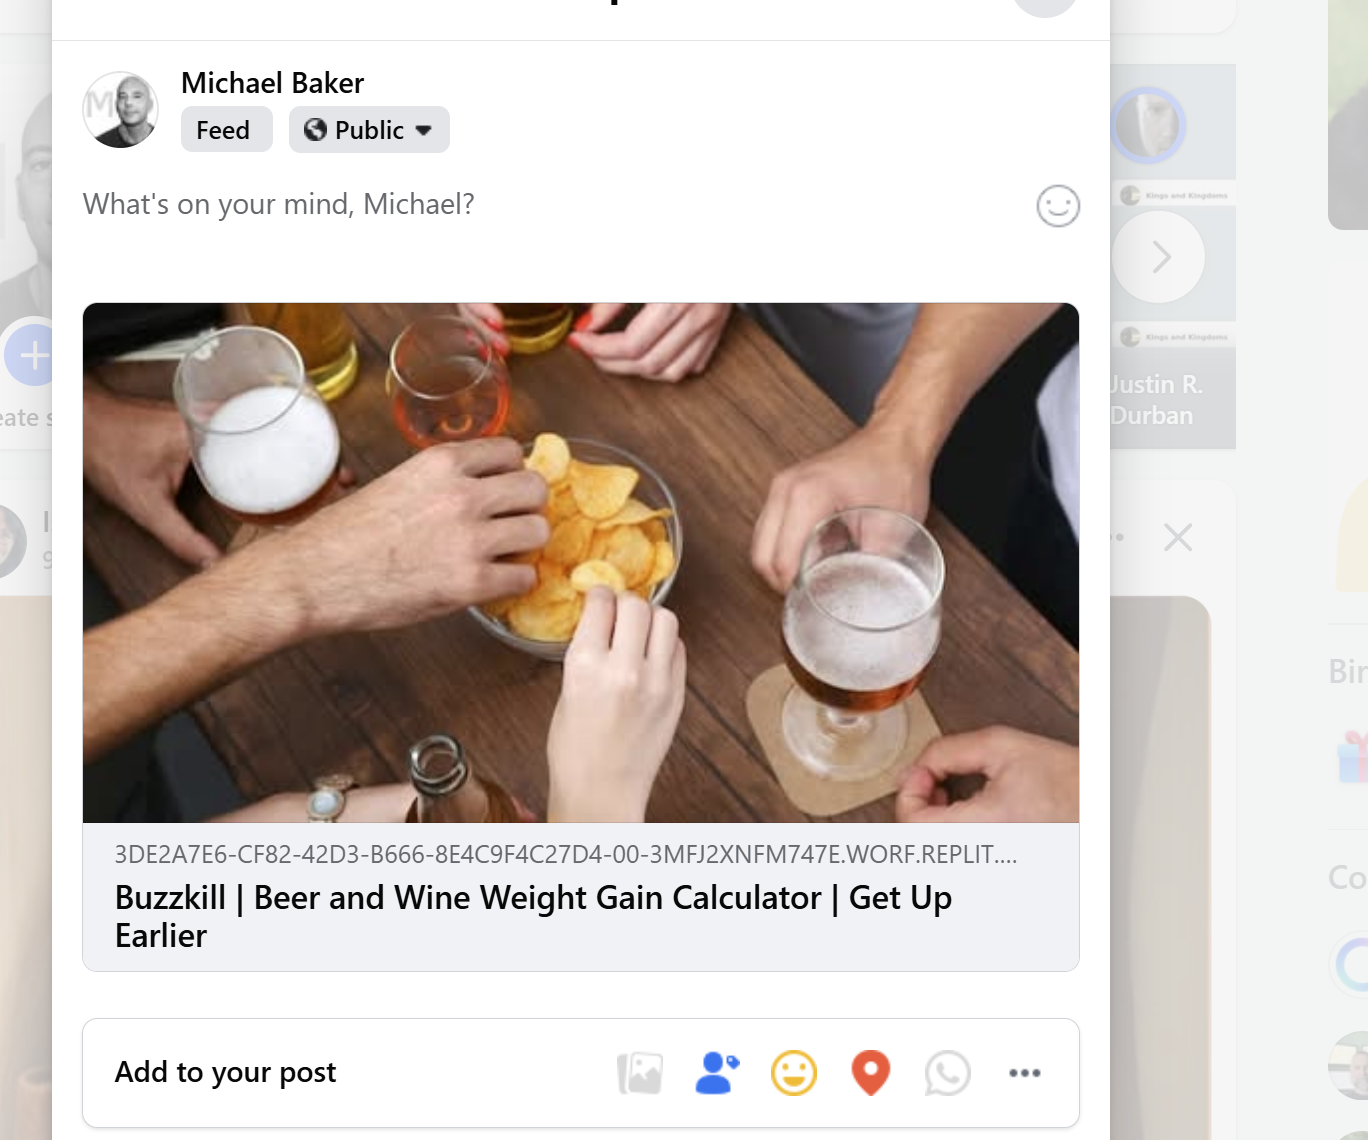 Michael Baker
Feed
Public
What's on your mind, Michael?
Kings and Kingdoms
Kings and Kingdoms
Justin R.
Durban
eate s
3DE2A7E6-CF82-42D3-B666-8E4C9F4C27D4-00-3MFJ2XNFM747E.WORF.REPLIT....
Buzzkill | Beer and Wine Weight Gain Calculator | Get Up
Earlier
Bir
Co
Add to your post